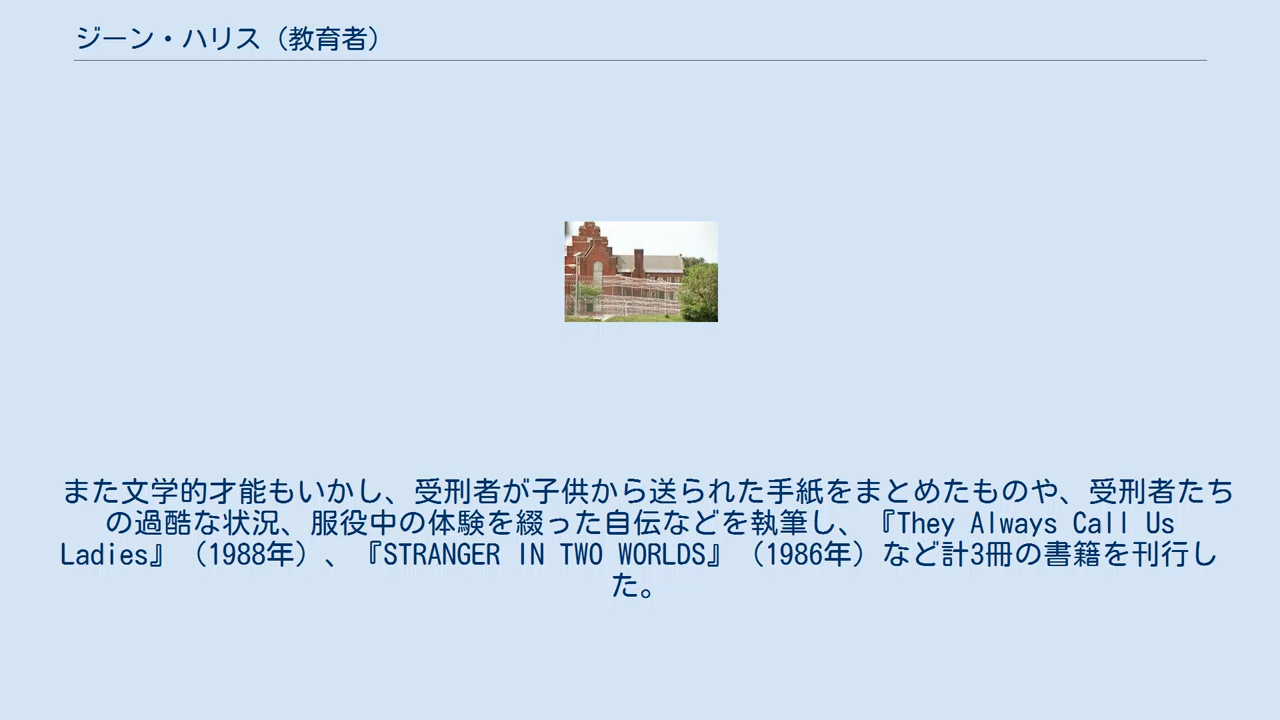 ジーン・ハリス（教育者）
また文学的才能もいかし、受刑者が子供から送られた手紙をまとめたものや、受刑者たち
の過酷な状況、服役中の体験を綴った自伝などを執筆し、『They Always Call Us
Ladies』（1988年）、『STRANGER IN TWO WORLDS』（1986年）など計3冊の書籍を刊行し
た。